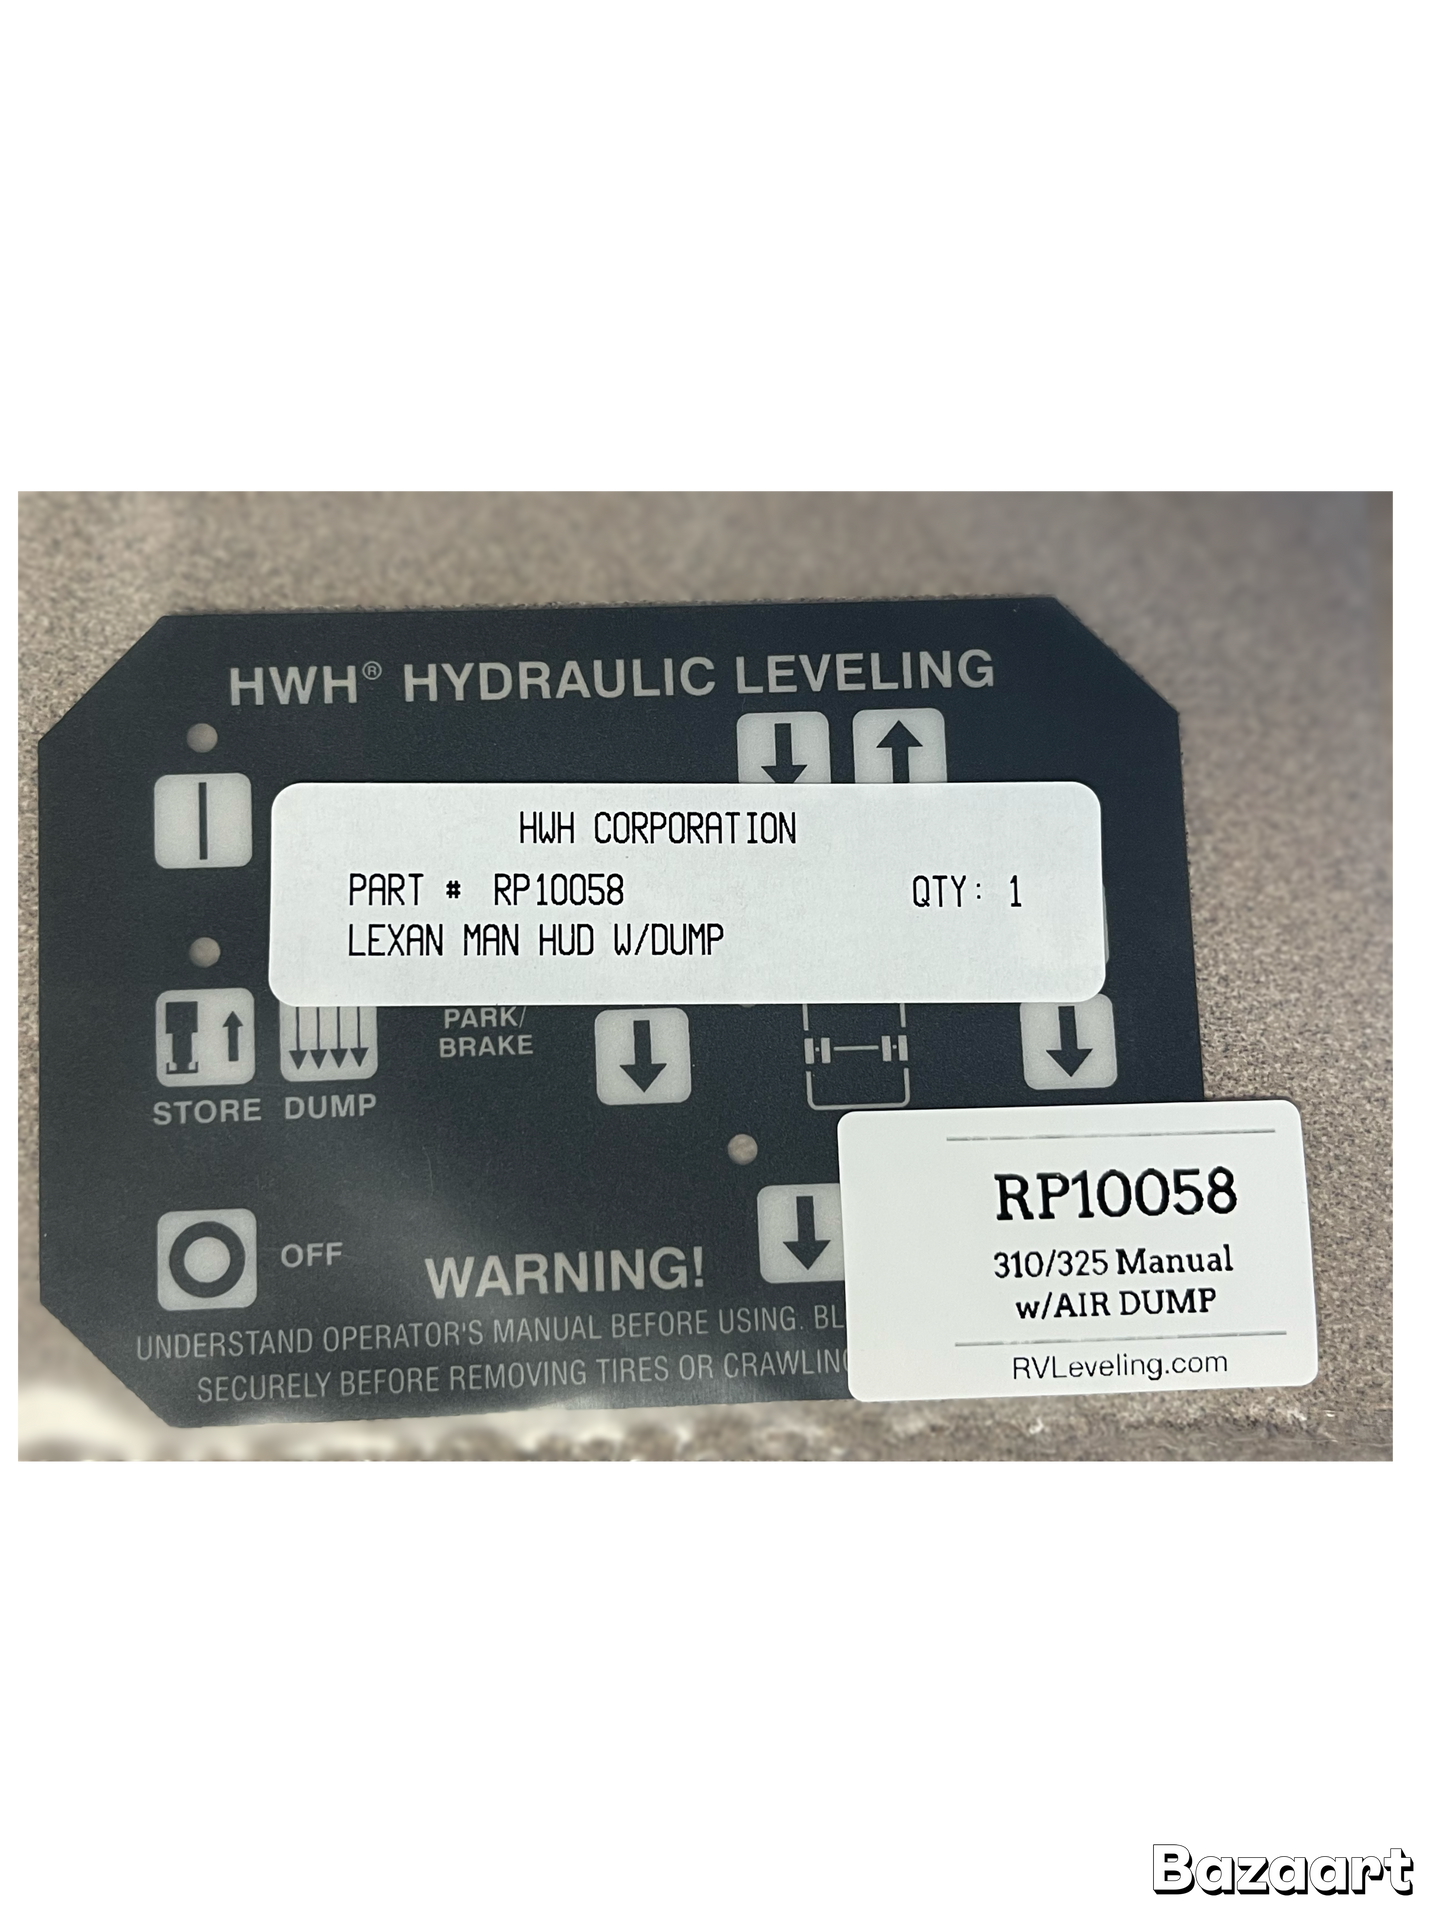 HWH® HYDRAULIC LEVELING
HWH CORPORATION
PART # RP10058 QTY: 1
LEXAN MAN HUD W/DUMP
PARK/
BRAKE
STORE DUMP
OFF
WARNING!
UNDERSTAND OPERATOR'S MANUAL BEFORE USING. BL
SECURELY BEFORE REMOVING TIRES OR CRAWLING
RP10058
310/325 Manual
w/AIR DUMP
RVLeveling.com
Bazaart